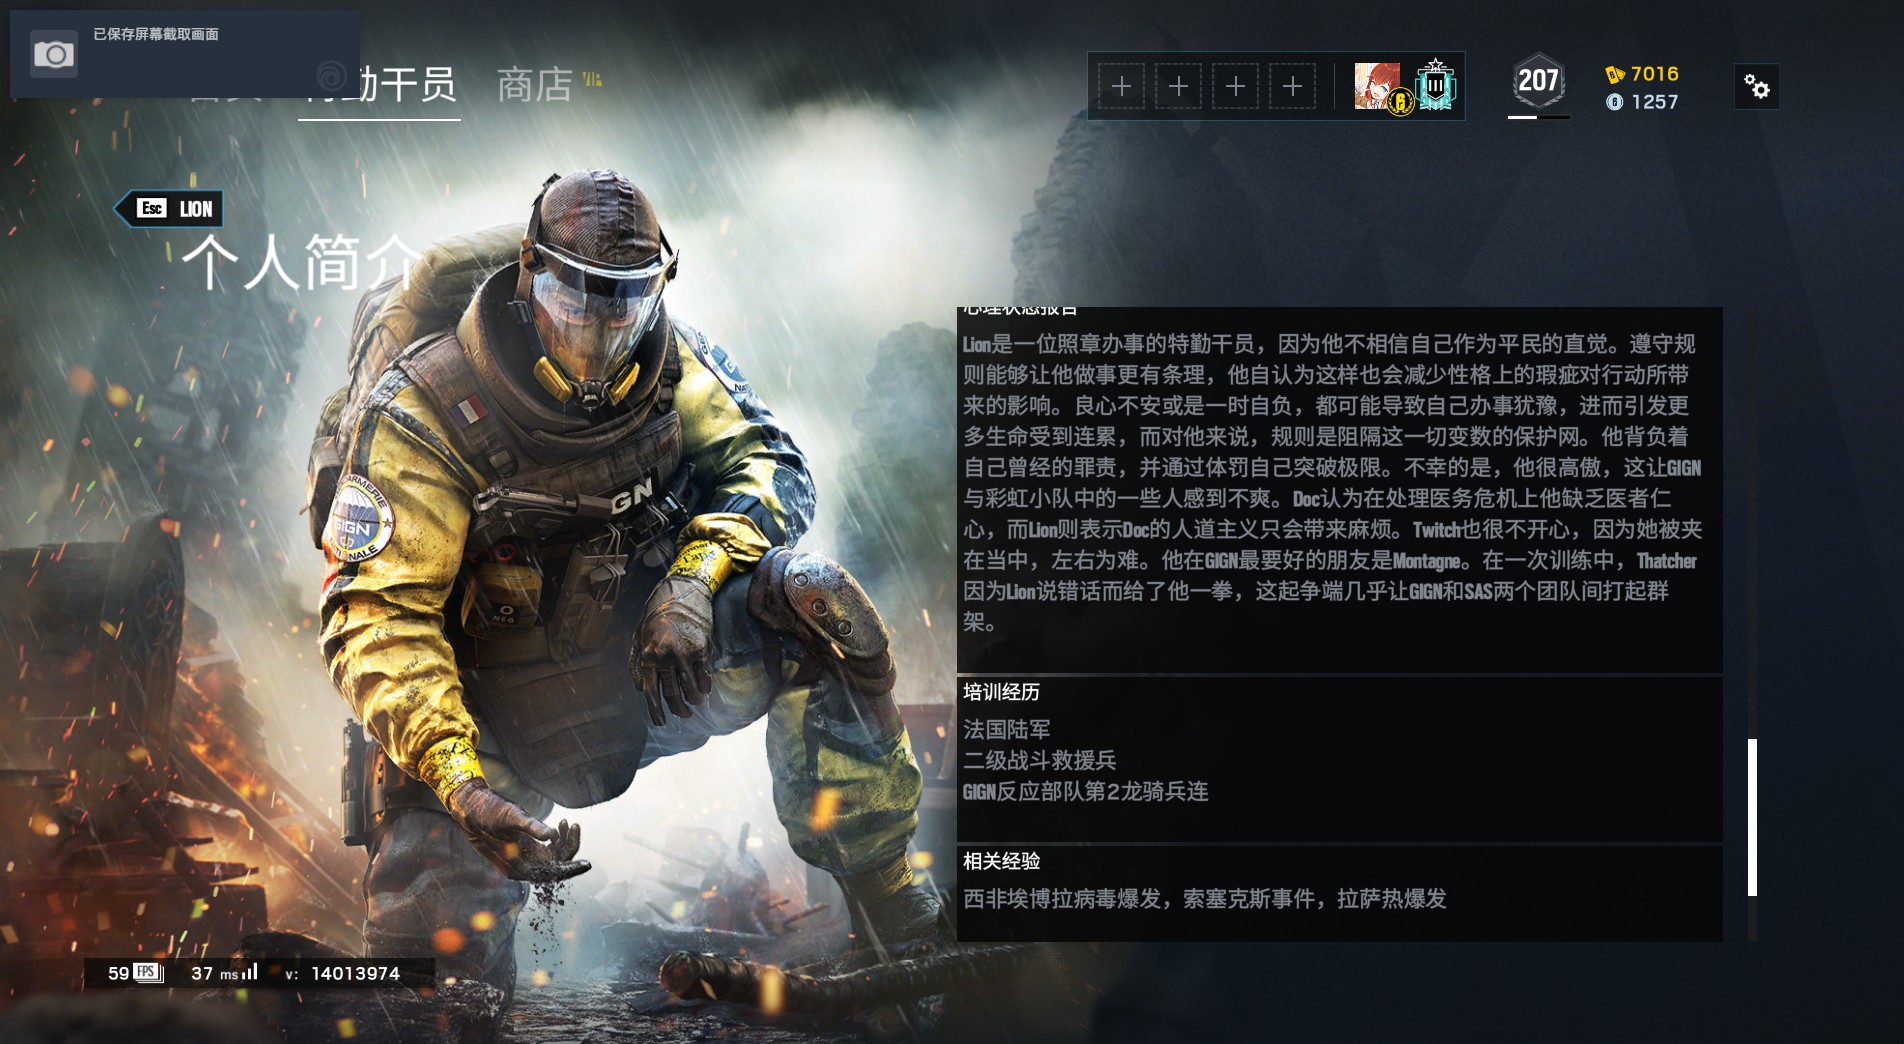 已保存屏幕截取画面
勤干员
商店
207
7016
1257
Esc LION
个人简介
心理状态报告
Lion是一位照章办事的特勤干员，因为他不相信自己作为平民的直觉。遵守规
则能够让他做事更有条理，他自认为这样也会减少性格上的瑕疵对行动所带
来的影响。良心不安或是一时自负，都可能导致自己办事犹豫，进而引发更
多生命受到连累，而对他来说，规则是阻隔这一切变数的保护网。他背负着
自己曾经的罪责，并通过体罚自己突破极限。不幸的是，他很高傲，这让GIGN
与彩虹小队中的一些人感到不爽。Doc认为在处理医务危机上他缺乏医者仁
心，而Lion则表示Doc的人道主义只会带来麻烦。Twitch也很不开心，因为她被夹
在当中，左右为难。他在GIGN最要好的朋友是Montagne。在一次训练中，Thatcher
因为Lion说错话而给了他一拳，这起争端几乎让GIGN和SAS两个团队间打起群
架。
培训经历
法国陆军
二级战斗救援兵
GIGN反应部队第2龙骑兵连
相关经验
西非埃博拉病毒爆发，索塞克斯事件，拉萨热爆发
GENDARMERIE
GIGN
NATIONALE
IGN
NEG
59 FPS 37 ms v: 14013974